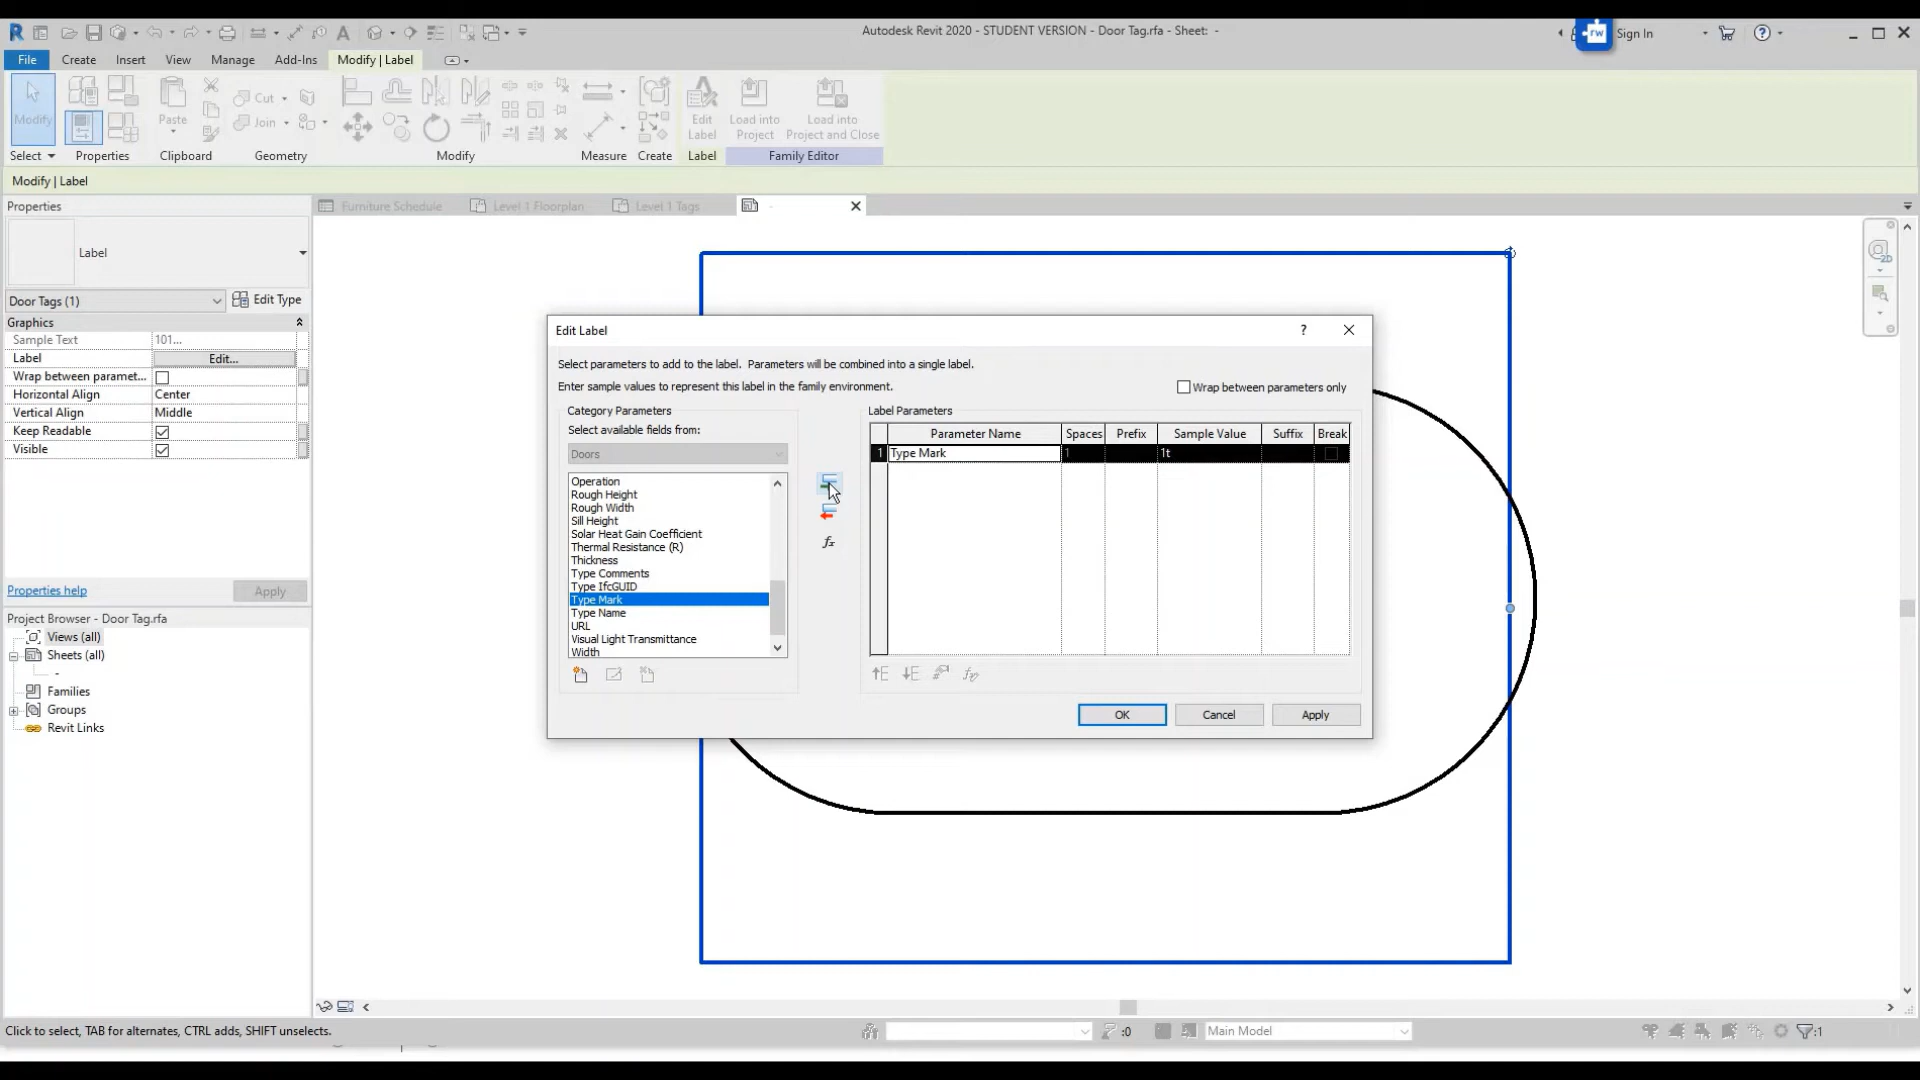 Autodesk Revit 2020 - STUDENT VERSION - Door Tag.rfa - Sheet: -
rw
Sign In
File Create Insert View Manage Add-Ins Modify | Label
Modify
Paste
Cut
Join
Edit Label
Load into Project
Load into Project and Close
Select Properties Clipboard Geometry Modify Measure Create Label Family Editor
Modify | Label
Properties
Furniture Schedule Level 1 Floorplan Level 1 Tags -
Label
Door Tags (1) Edit Type
Graphics
Sample Text 101...
Label Edit...
Wrap between paramet...
Horizontal Align Center
Vertical Align Middle
Keep Readable
Visible
Properties help Apply
Project Browser - Door Tag.rfa
Views (all)
Sheets (all)
-
Families
Groups
Revit Links
2D
Edit Label
Select parameters to add to the label. Parameters will be combined into a single label.
Enter sample values to represent this label in the family environment.
Wrap between parameters only
Category Parameters
Select available fields from:
Doors
Operation
Rough Height
Rough Width
Sill Height
Solar Heat Gain Coefficient
Thermal Resistance (R)
Thickness
Type Comments
Type IfcGUID
Type Mark
Type Name
URL
Visual Light Transmittance
Width
fx
Label Parameters
Parameter Name Spaces Prefix Sample Value Suffix Break
1 Type Mark 1 1t
OK Cancel Apply
Click to select, TAB for alternates, CTRL adds, SHIFT unselects.
:0
Main Model
:1